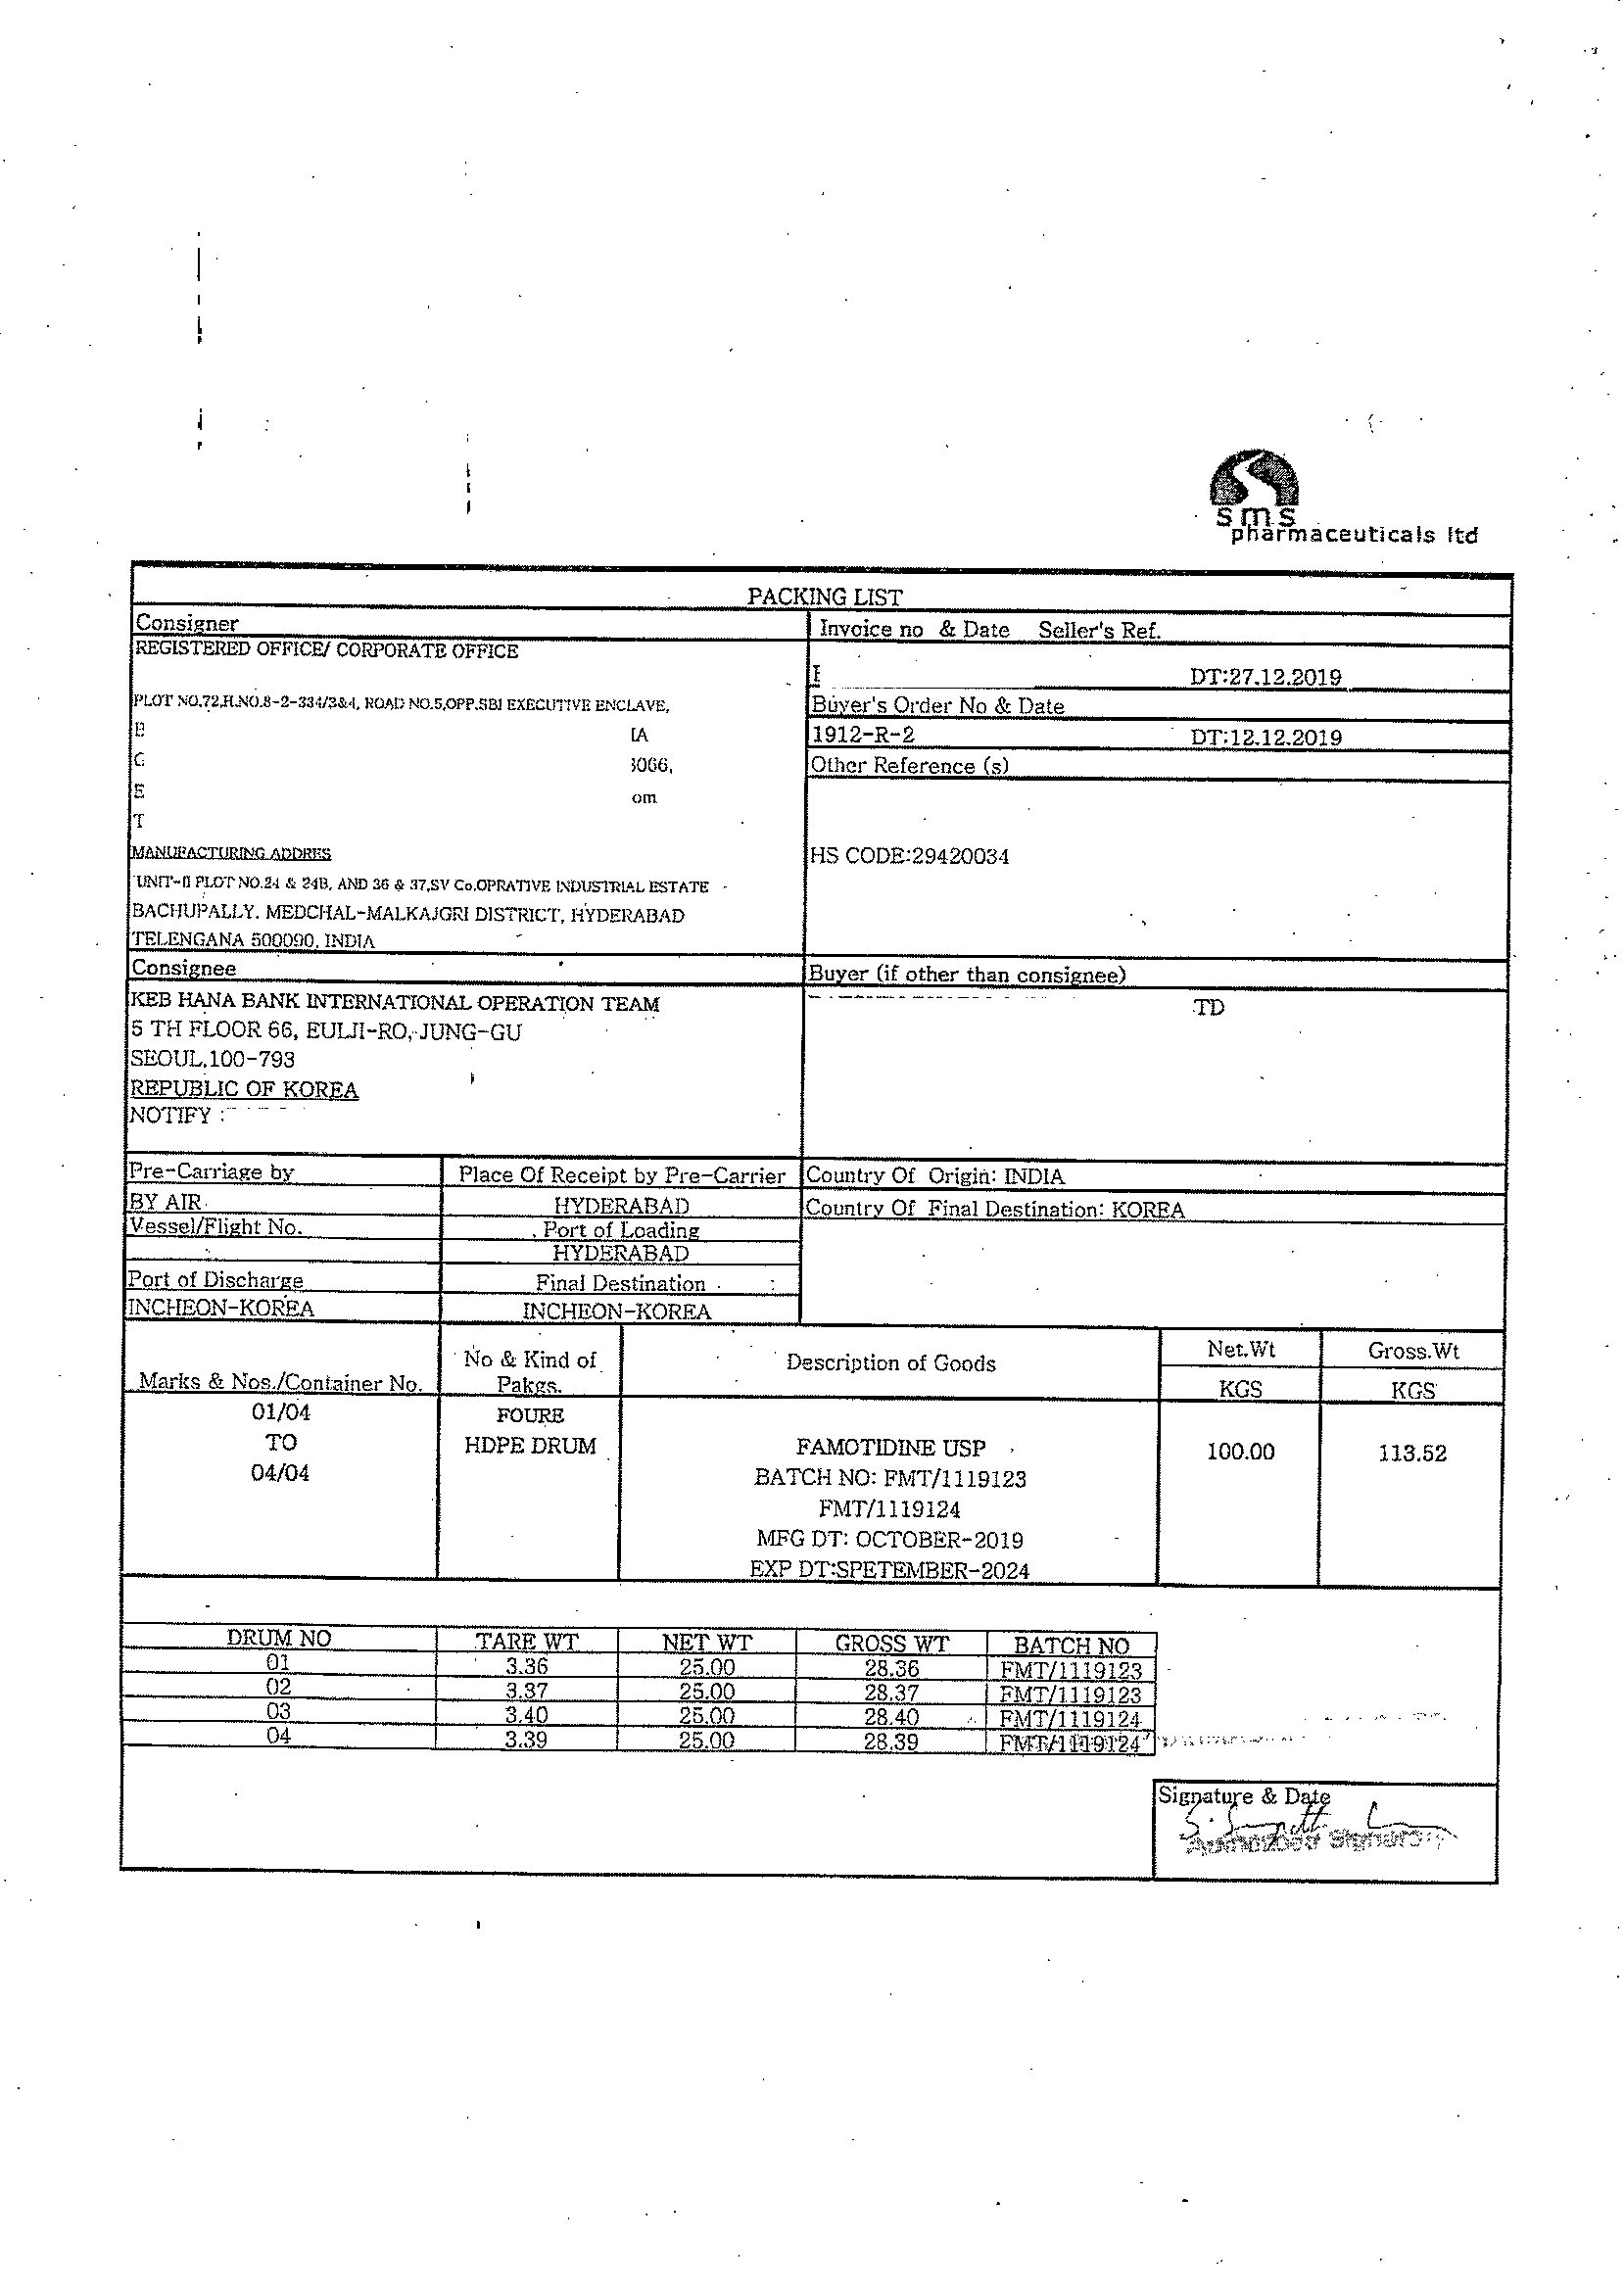 sms
pharmaceuticals ltd
PACKING LIST
Consigner
Invoice no & Date Seller's Ref.
REGISTERED OFFICE/ CORPORATE OFFICE
I DT:27.12.2019
PLOT NO.72,H.NO.8-2-334/3&4, ROAD NO.5,OPP.SBI EXECUTIVE ENCLAVE,
Buyer's Order No & Date
1912-R-2 DT:12.12.2019
Other Reference (s)
E
T
MANUFACTURING ADDRES
HS CODE:29420034
UNIT-II PLOT NO.24 & 24B, AND 36 & 37,SV Co.OPRATIVE INDUSTRIAL ESTATE
BACHUPALLY. MEDCHAL-MALKAJGRI DISTRICT, HYDERABAD
TELENGANA 500090, INDIA
Consignee
Buyer (if other than consignee)
KEB HANA BANK INTERNATIONAL OPERATION TEAM
TD
5 TH FLOOR 66, EULJI-RO, JUNG-GU
SEOUL,100-793
REPUBLIC OF KOREA
NOTIFY :
Pre-Carriage by
Place Of Receipt by Pre-Carrier
Country Of Origin: INDIA
BY AIR
HYDERABAD
Country Of Final Destination: KOREA
Vessel/Flight No.
Port of Loading
HYDERABAD
Port of Discharge
Final Destination
INCHEON-KOREA
INCHEON-KOREA
Marks & Nos./Container No.
No & Kind of
Pakgs.
Description of Goods
Net.Wt
KGS
Gross.Wt
KGS
01/04
TO
04/04
FOURE
HDPE DRUM
FAMOTIDINE USP
BATCH NO: FMT/1119123
FMT/1119124
MFG DT: OCTOBER-2019
EXP DT:SPETEMBER-2024
100.00
113.52
DRUM NO TARE WT NET WT GROSS WT BATCH NO
01 3.36 25.00 28.36 FMT/1119123
02 3.37 25.00 28.37 FMT/1119123
03 3.40 25.00 28.40 FMT/1119124
04 3.39 25.00 28.39 FMT/1119124
Signature & Date
Authorised Signatory